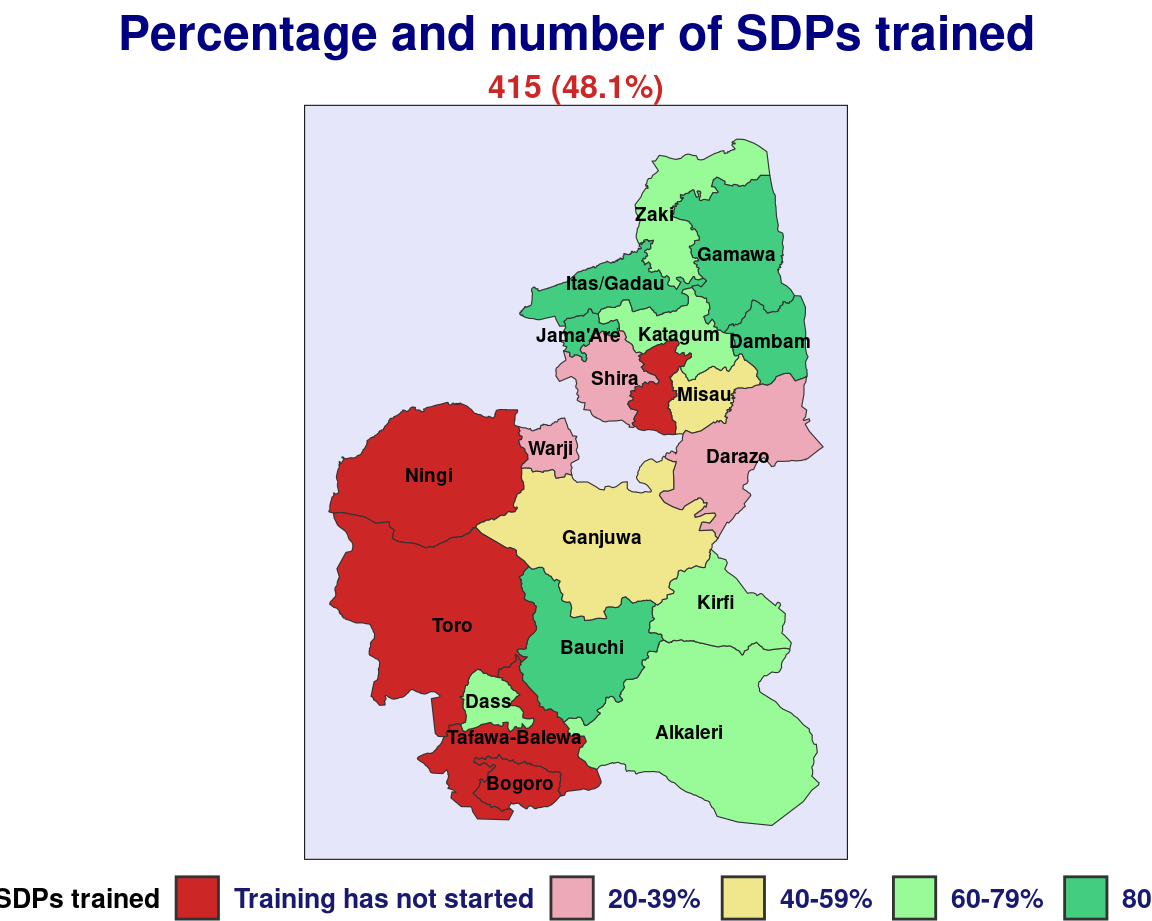 Percentage and number of SDPs trained
415 (48.1%)
Zaki
Gamawa
Itas/Gadau
Jama'Are
Katagum
Dambam
Shira
Misau
Warji
Darazo
Ningi
Ganjuwa
Kirfi
Toro
Bauchi
Dass
Alkaleri
Tafawa-Balewa
Bogoro
SDPs trained Training has not started 20-39% 40-59% 60-79% 80